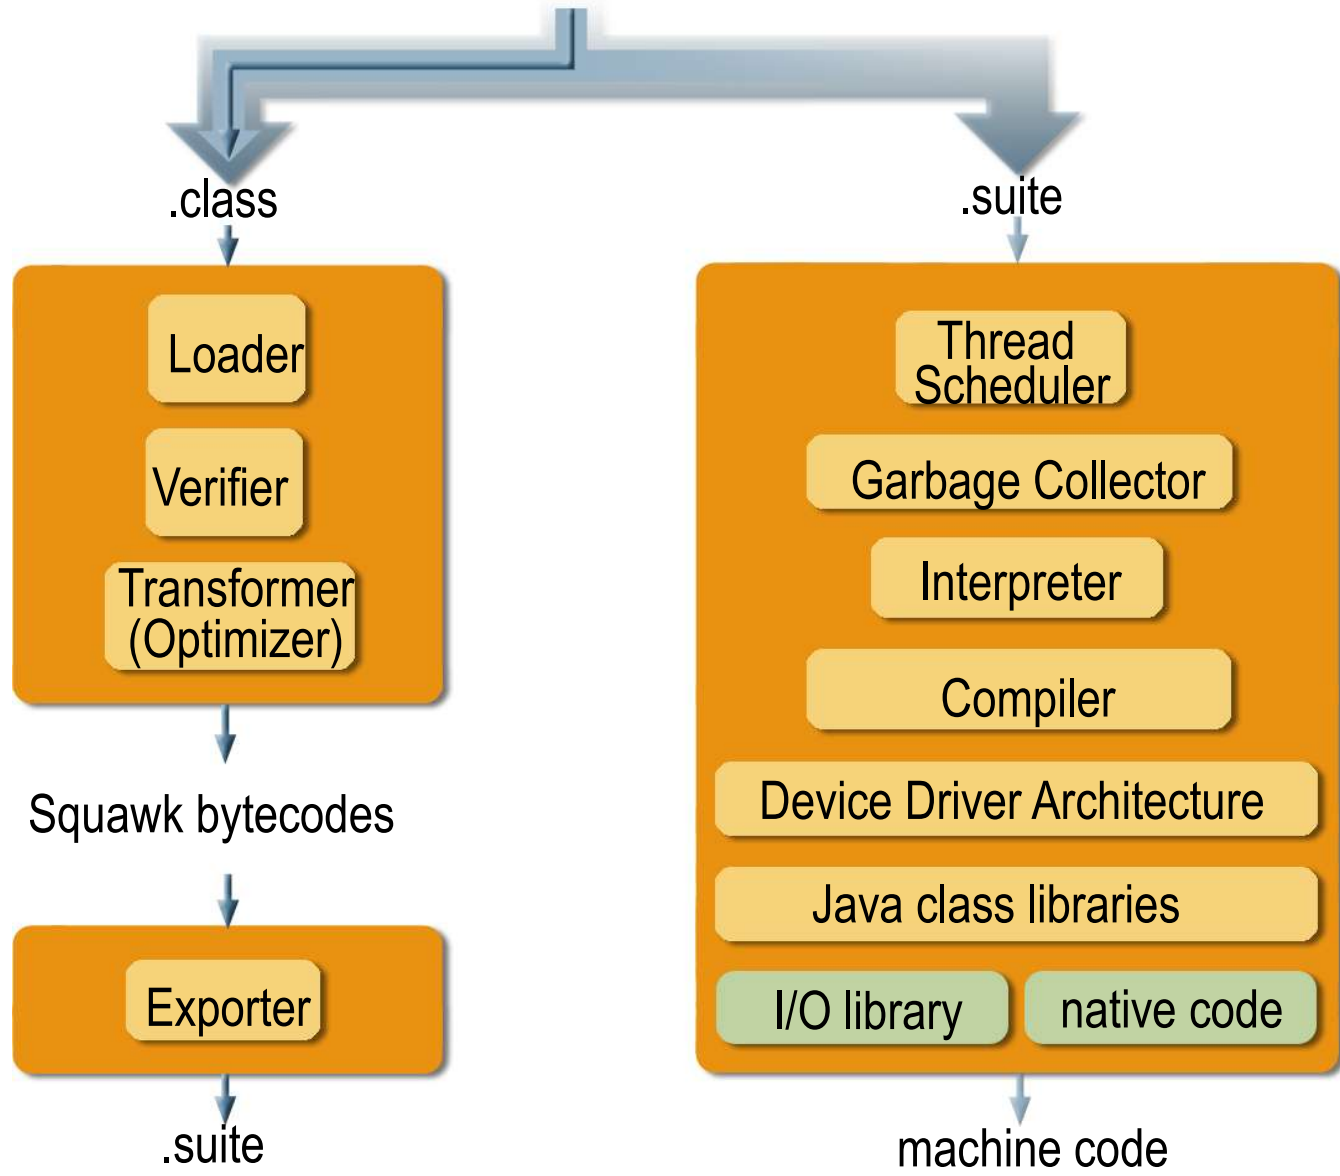 .class
Loader
Verifier
Transformer
(Optimizer)
Squawk bytecodes
Exporter
.suite
.suite
Thread
Scheduler
Garbage Collector
Interpreter
Compiler
Device Driver Architecture
Java class libraries
I/O library
native code
machine code